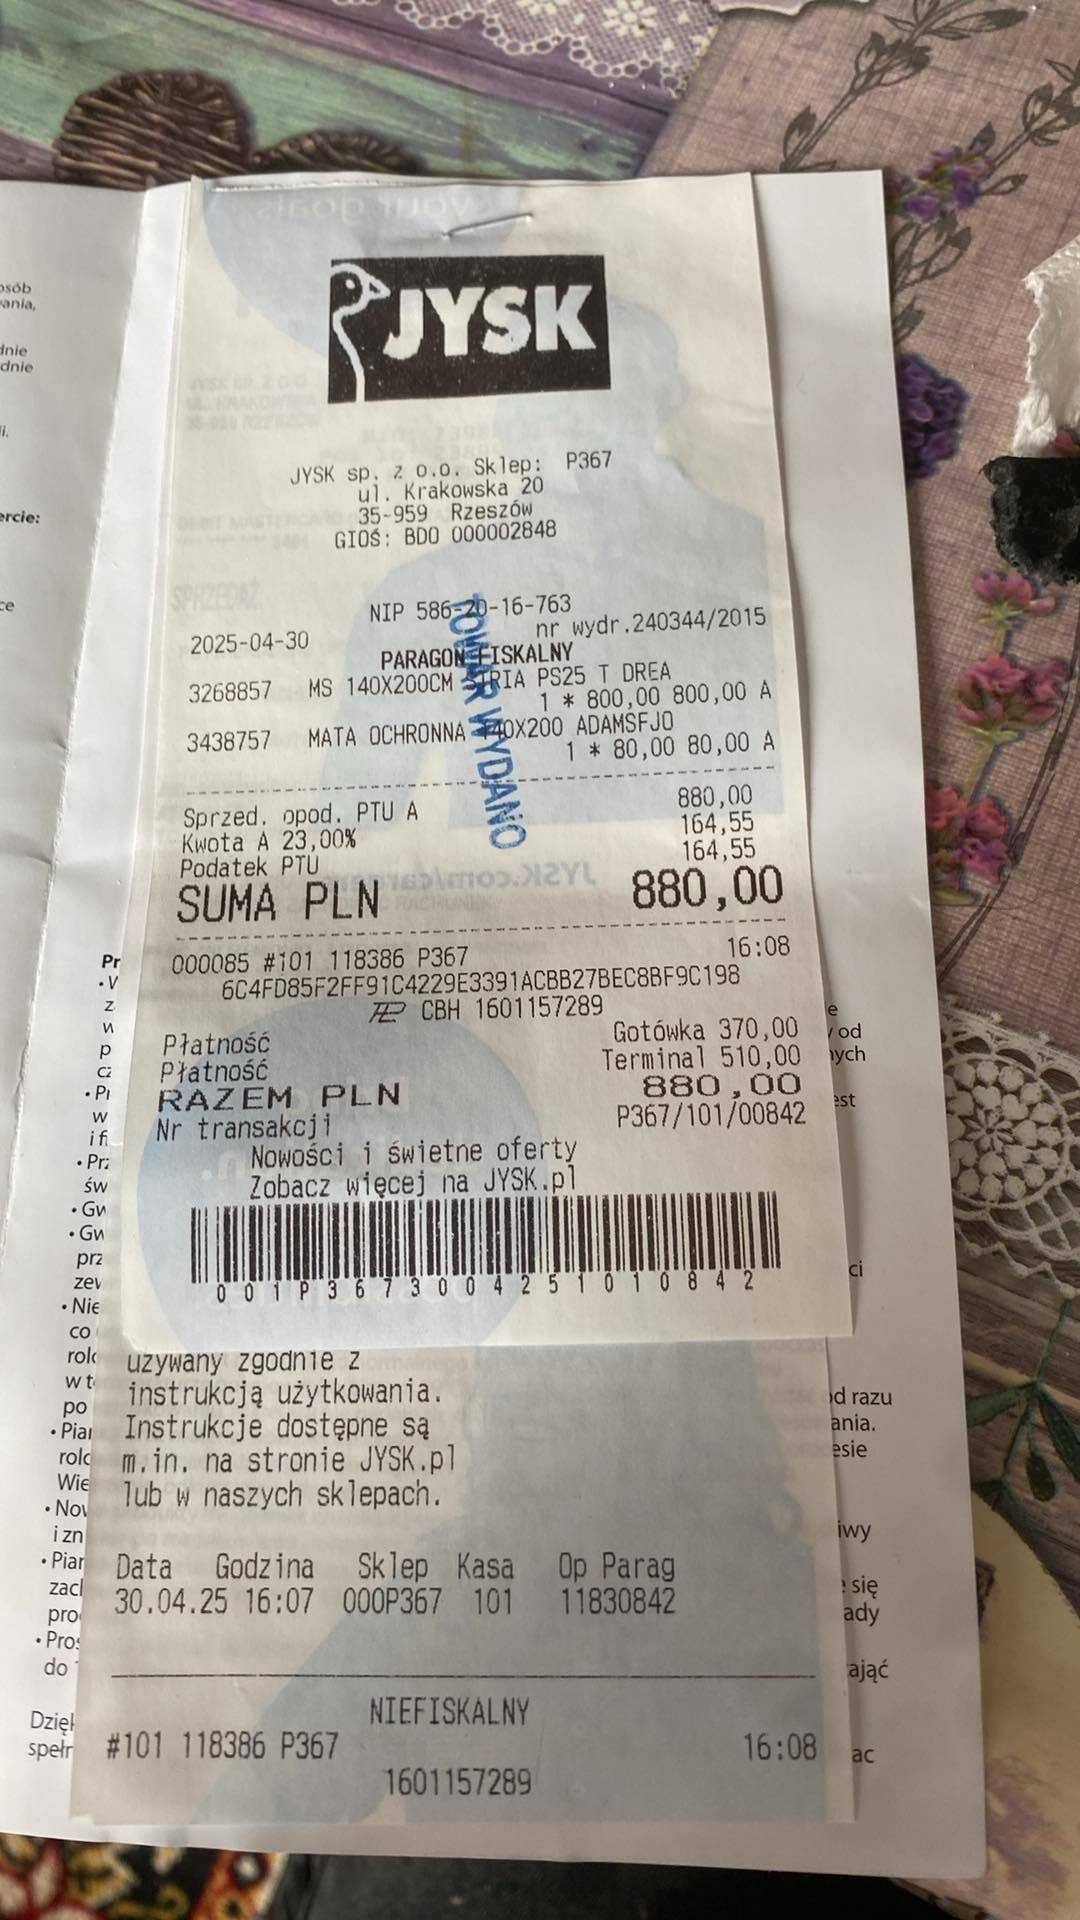 JYSK
JYSK sp. z o.o. Sklep: P367
ul. Krakowska 20
35-959 Rzeszów
GIOŚ: BDO 000002848
NIP 586-20-16-763
2025-04-30 nr wydr.240344/2015
PARAGON FISKALNY
3268857 MS 140X200CM PS25 T DREA
1 * 800,00 800,00 A
3438757 MATA OCHRONNA 140X200 ADAMSFJO
1 * 80,00 80,00 A
TOWAR WYDANO
Sprzed. opod. PTU A 880,00
Kwota A 23,00% 164,55
Podatek PTU 164,55
SUMA PLN 880,00
000085 #101 118386 P367 16:08
6C4FD85F2FF91C4229E3391ACBB27BEC8BF9C198
CBH 1601157289
Płatność Gotówka 370,00
Płatność Terminal 510,00
RAZEM PLN 880,00
Nr transakcji P367/101/00842
Nowości i świetne oferty
Zobacz więcej na JYSK.pl
001P367300425101 0842
używany zgodnie z
instrukcją użytkowania.
Instrukcje dostępne są
m.in. na stronie JYSK.pl
lub w naszych sklepach.
Data Godzina Sklep Kasa Op Parag
30.04.25 16:07 000P367 101 11830842
NIEFISKALNY
#101 118386 P367 16:08
1601157289